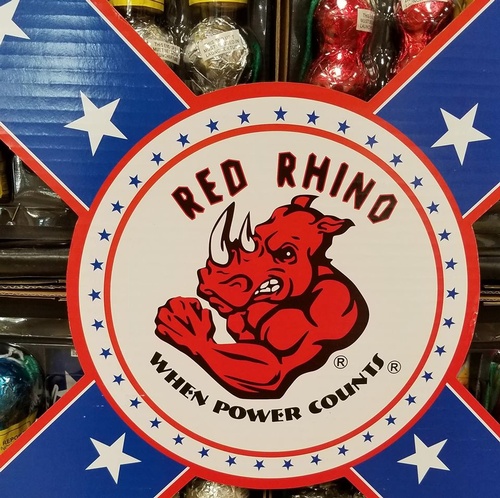 RED RHINO
WHEN POWER COUNTS
®
®